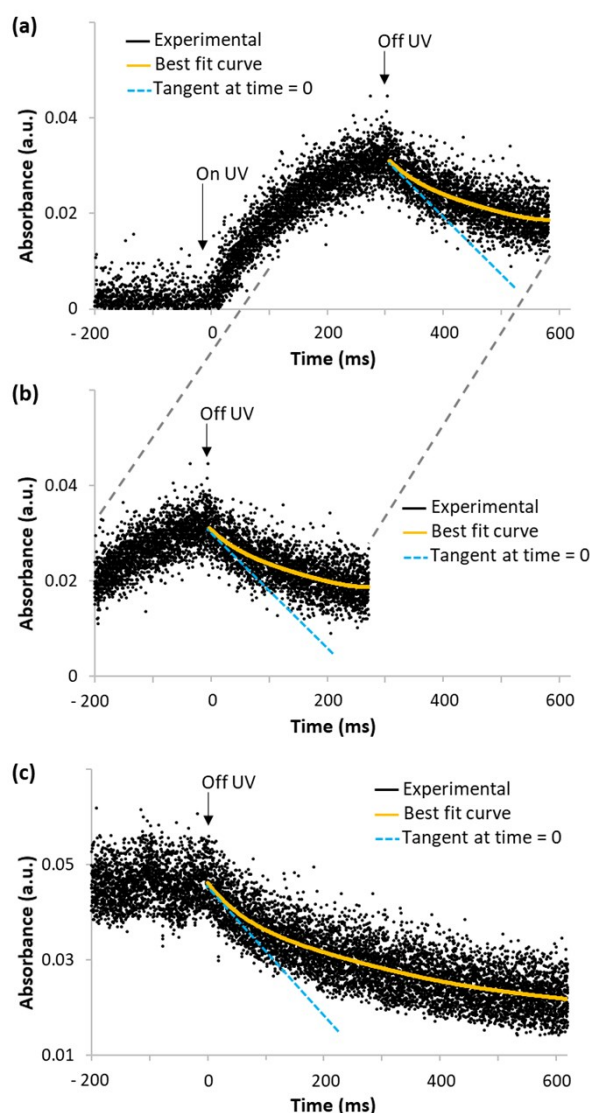 (a)
Experimental
Best fit curve
Tangent at time = 0
Off UV
On UV
Absorbance (a.u.)
0.04
0.02
0
- 200
0
200
400
600
Time (ms)
(b)
Off UV
Experimental
Best fit curve
Tangent at time = 0
Absorbance (a.u.)
0.04
0.02
0
- 200
0
200
400
600
Time (ms)
(c)
Off UV
Experimental
Best fit curve
Tangent at time = 0
Absorbance (a.u.)
0.05
0.03
0.01
- 200
0
200
400
600
Time (ms)